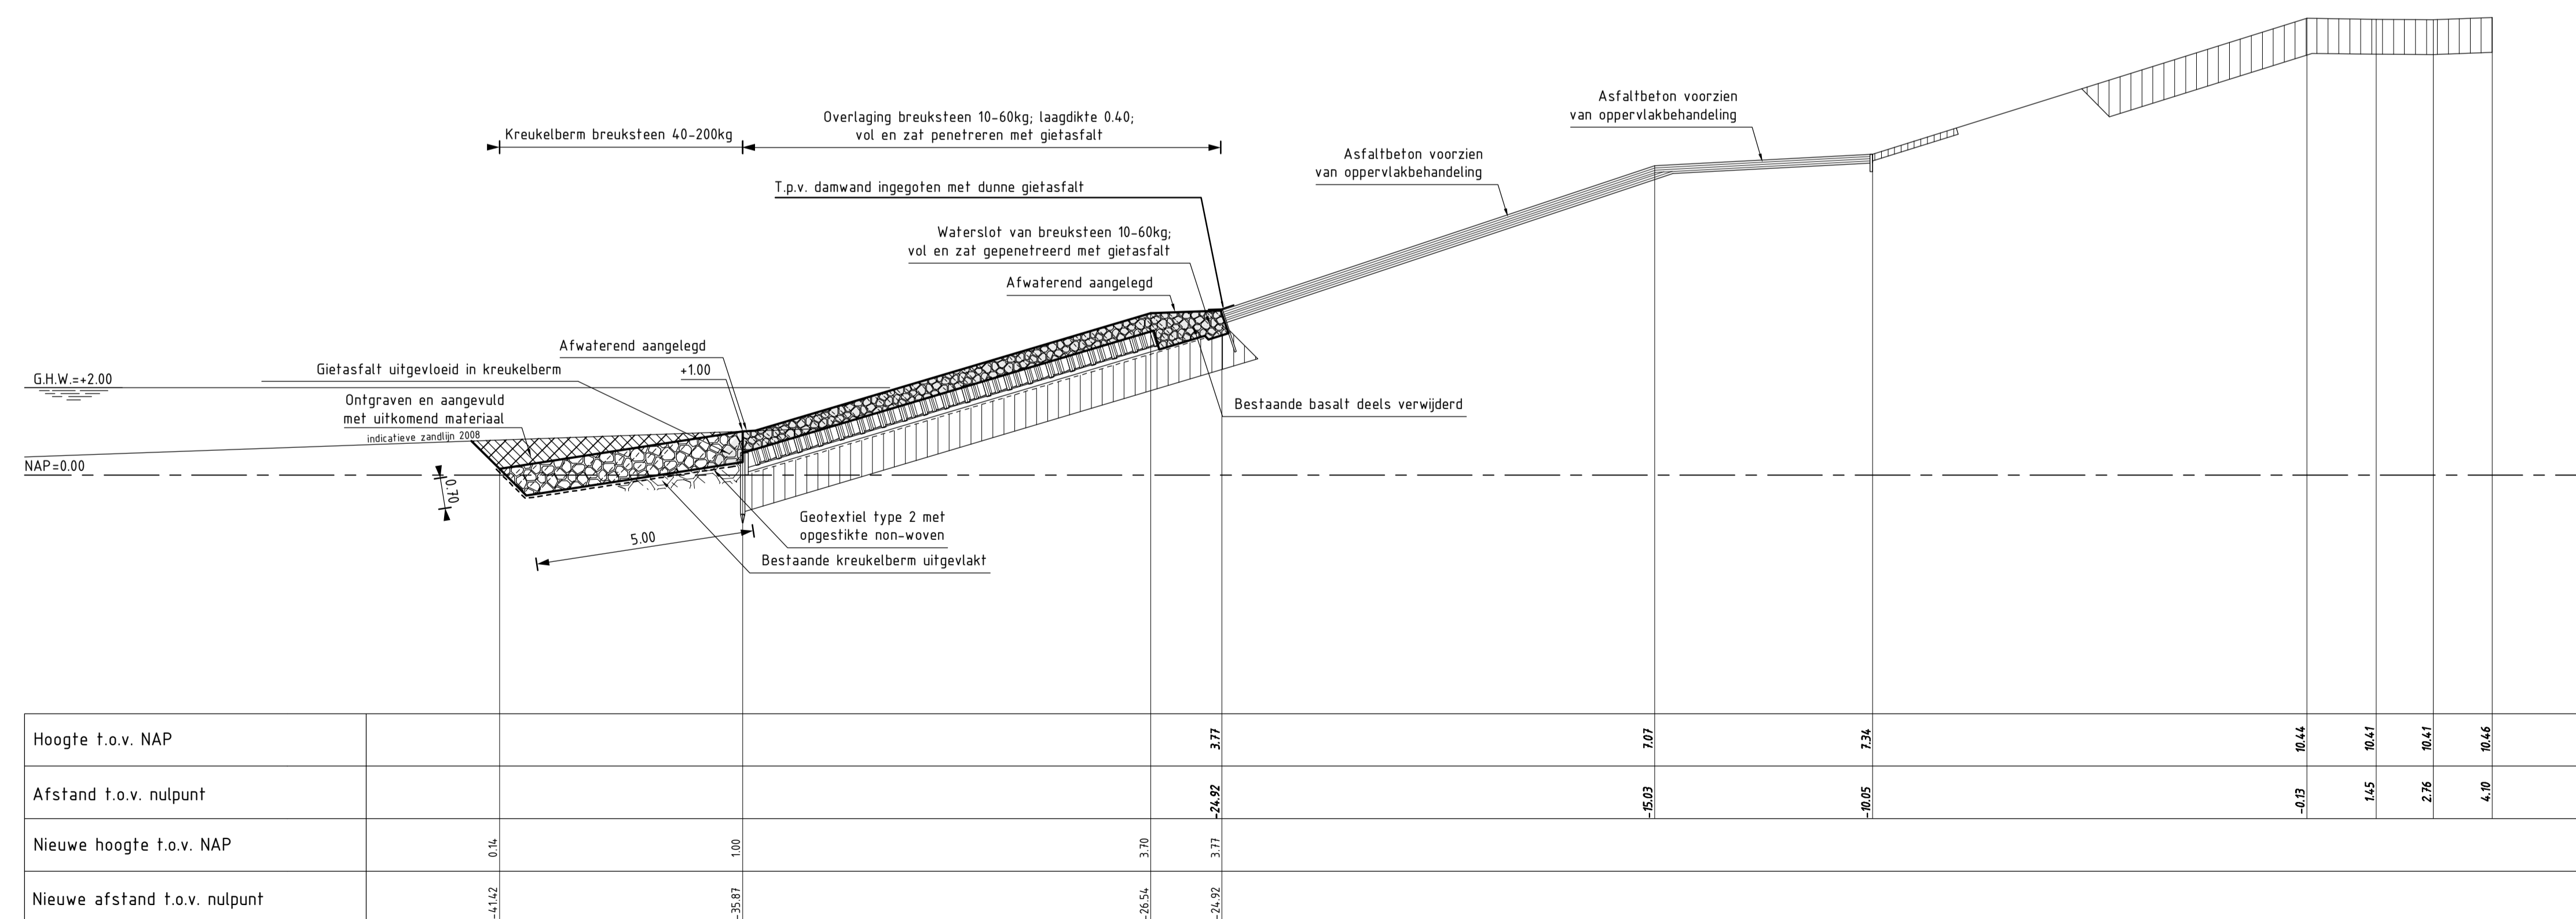 Kreukelberm breuksteen 40-200kg
Overlaging breuksteen 10-60kg; laagdikte 0.40;
vol en zat penetreren met gietasfalt
Asfaltbeton voorzien
van oppervlakbehandeling
Asfaltbeton voorzien
van oppervlakbehandeling
T.p.v. damwand ingegoten met dunne gietasfalt
Waterslot van breuksteen 10-60kg;
vol en zat gepenetreerd met gietasfalt
Afwaterend aangelegd
Afwaterend aangelegd
+1.00
Gietasfalt uitgevloeid in kreukelberm
G.H.W.=+2.00
Ontgraven en aangevuld
met uitkomend materiaal
indicatieve zandlijn 2008
NAP=0.00
Bestaande basalt deels verwijderd
0.70
5.00
Geotextiel type 2 met
opgestikte non-woven
Bestaande kreukelberm uitgevlakt
Hoogte t.o.v. NAP 3.77 7.07 7.34 10.44 10.41 10.41 10.46
Afstand t.o.v. nulpunt -24.92 -15.03 -10.05 -0.13 1.45 2.76 4.10
Nieuwe hoogte t.o.v. NAP 0.14 1.00 3.70 3.77
Nieuwe afstand t.o.v. nulpunt -41.42 -35.87 -26.54 -24.92